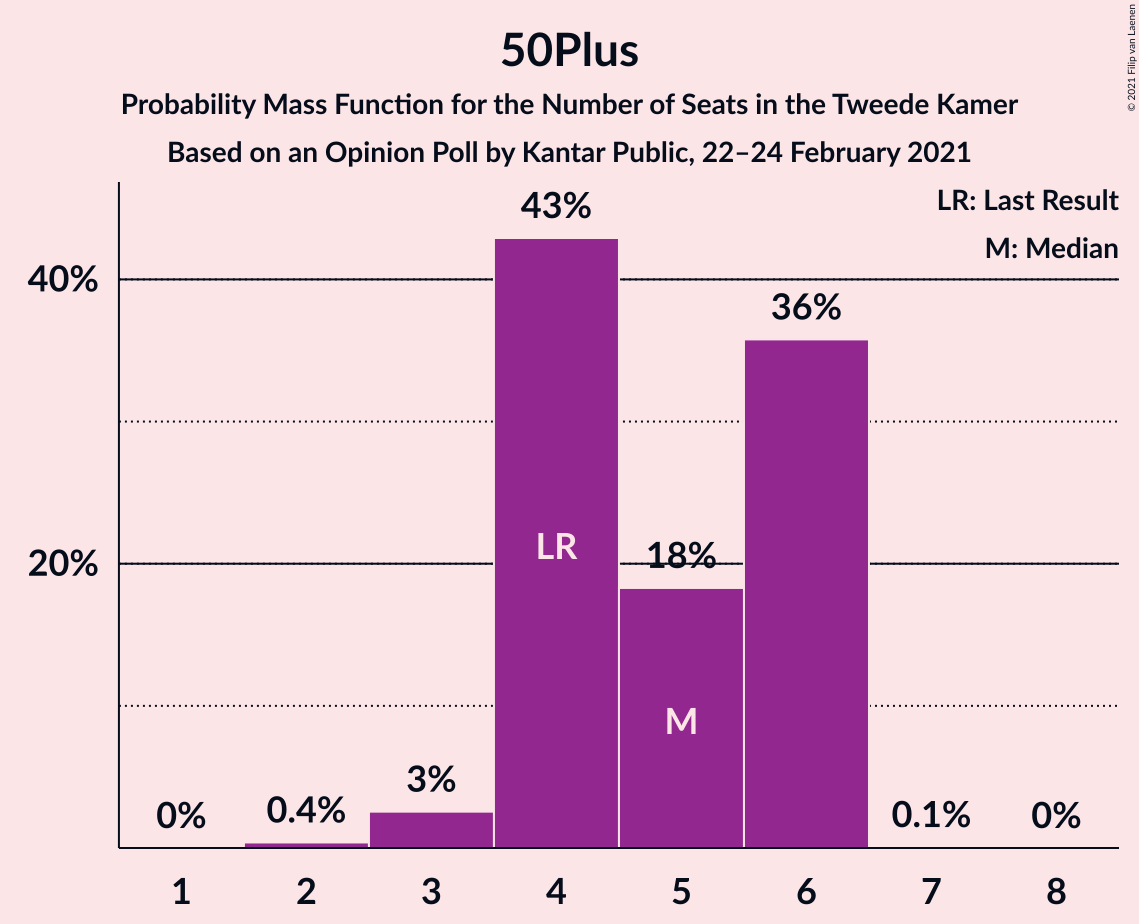 50Plus
Probability Mass Function for the Number of Seats in the Tweede Kamer
Based on an Opinion Poll by Kantar Public, 22–24 February 2021
© 2021 Filip van Laenen
LR: Last Result
M: Median
43%
40%
36%
LR
18%
20%
M
3%
0%
0.4%
0.1%
0%
1 2 3 4 5 6 7 8